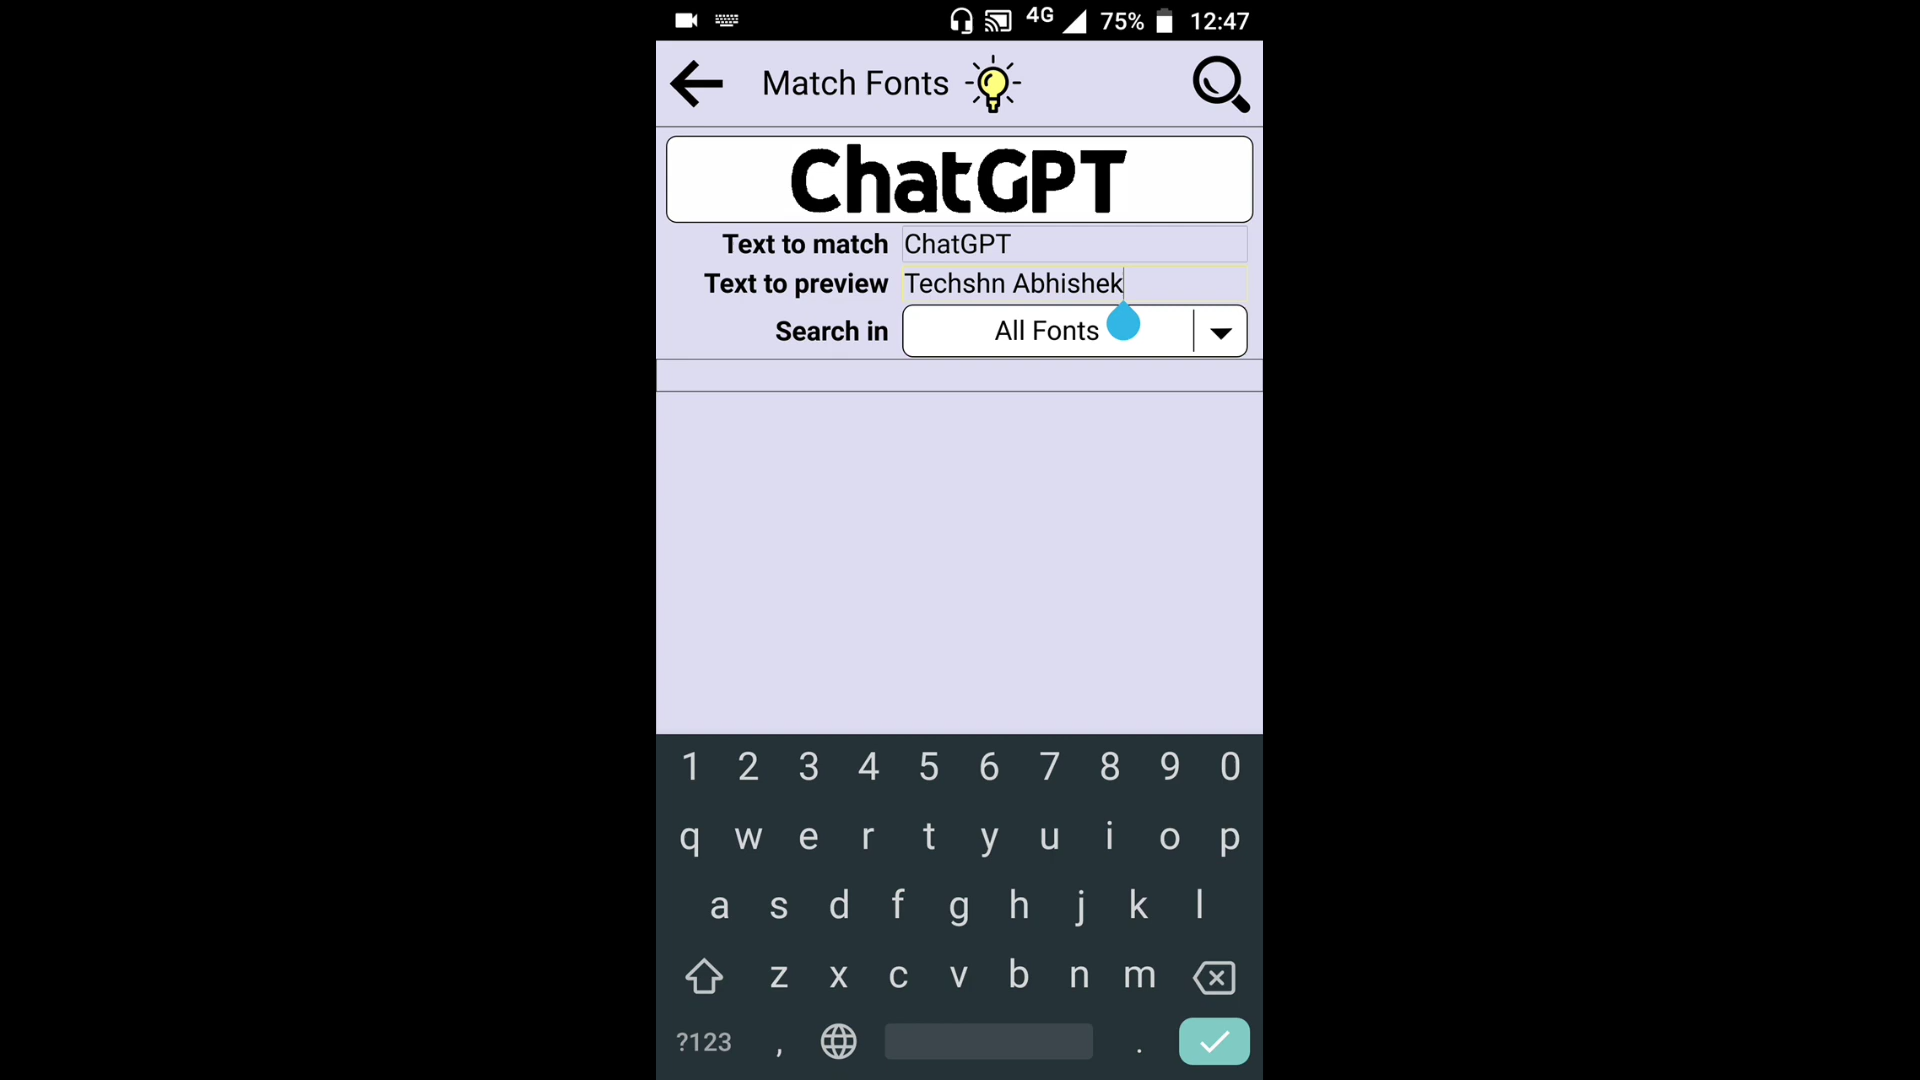 4G 75% 12:47
Match Fonts
ChatGPT
Text to match ChatGPT
Text to preview Techshn Abhishek
Search in All Fonts
1 2 3 4 5 6 7 8 9 0
q w e r t y u i o p
a s d f g h j k l
z x c v b n m
?123 , .